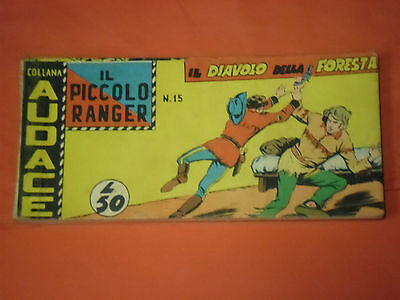 COLLANA
AUDACE
IL
PICCOLO
RANGER
N.15
IL DIAVOLO DELLA FORESTA
L
50